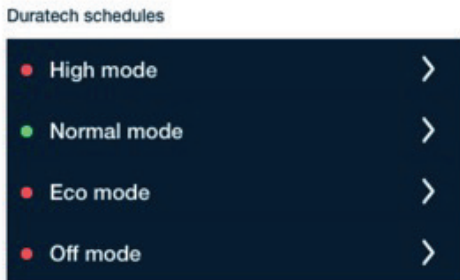 Duratech schedules
High mode
Normal mode
Eco mode
Off mode